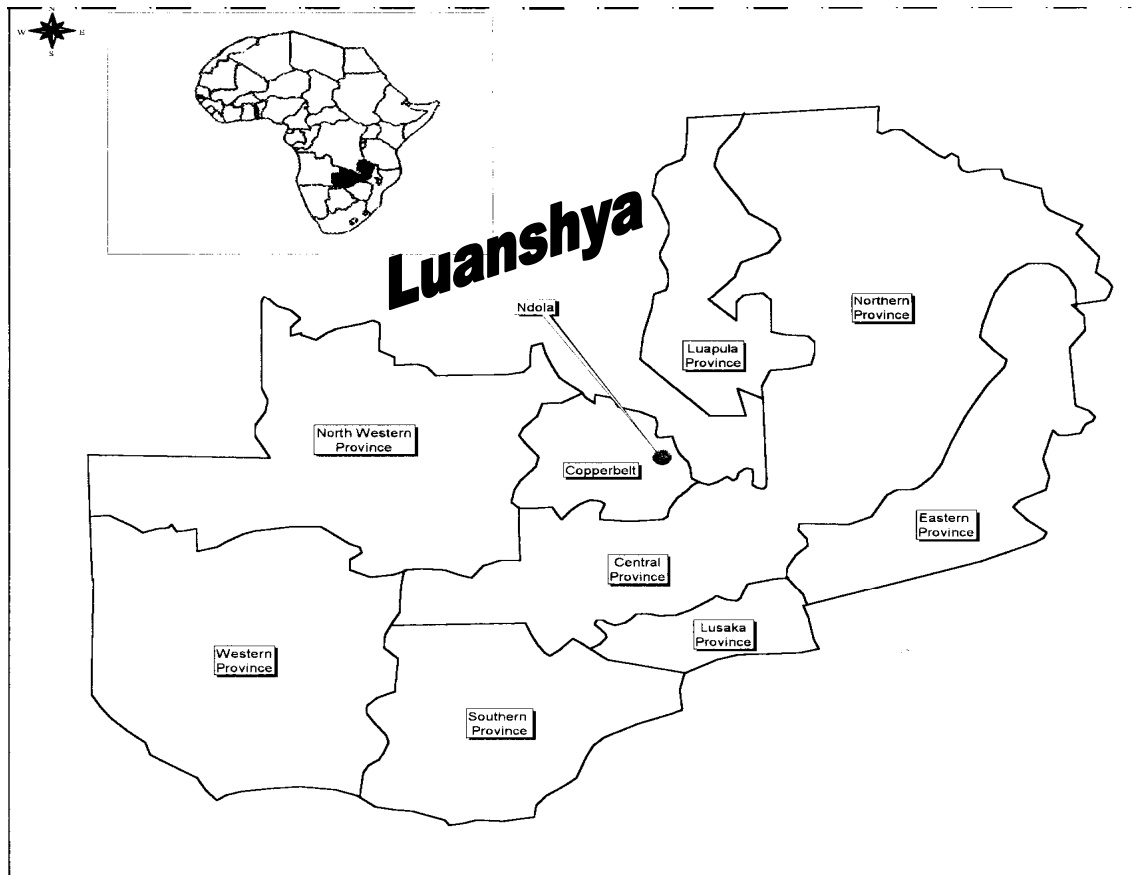 N
W E
S
Luanshya
Ndola
Northern
Province
Luapula
Province
North Western
Province
Copperbelt
Eastern
Province
Central
Province
Lusaka
Province
Western
Province
Southern
Province